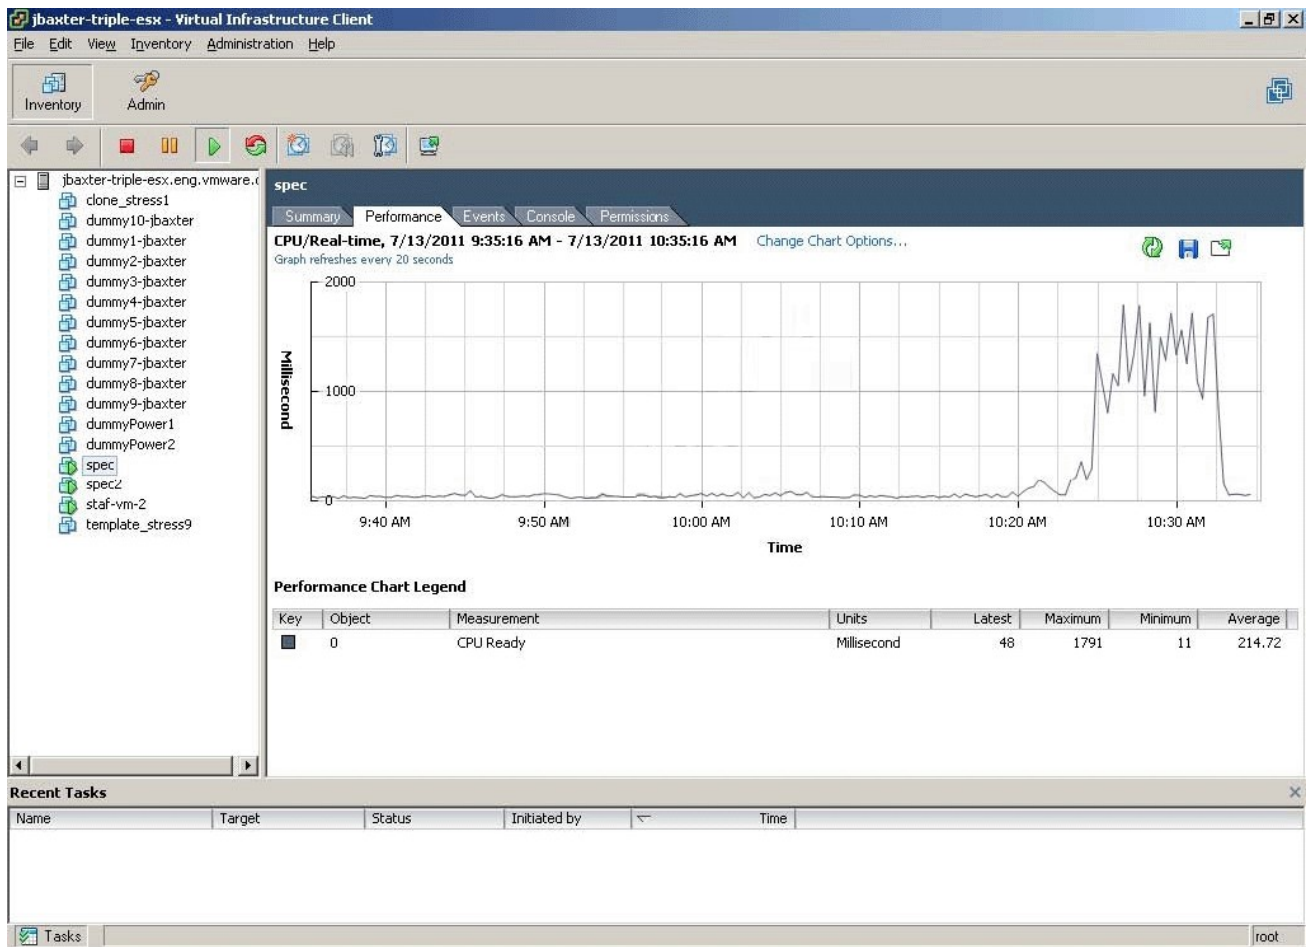 jbaxter-triple-esx - Virtual Infrastructure Client
File Edit View Inventory Administration Help
Inventory Admin
jbaxter-triple-esx.eng.vmware.c
clone_stress1
dummy10-jbaxter
dummy1-jbaxter
dummy2-jbaxter
dummy3-jbaxter
dummy4-jbaxter
dummy5-jbaxter
dummy6-jbaxter
dummy7-jbaxter
dummy8-jbaxter
dummy9-jbaxter
dummyPower1
dummyPower2
spec
spec2
staf-vm-2
template_stress9
spec
Summary Performance Events Console Permissions
CPU/Real-time, 7/13/2011 9:35:16 AM - 7/13/2011 10:35:16 AM Change Chart Options...
Graph refreshes every 20 seconds
2000
1000
0
Millisecond
9:40 AM 9:50 AM 10:00 AM 10:10 AM 10:20 AM 10:30 AM
Time
Performance Chart Legend
Key Object Measurement Units Latest Maximum Minimum Average
0 CPU Ready Millisecond 48 1791 11 214.72
Recent Tasks
Name Target Status Initiated by Time
Tasks root